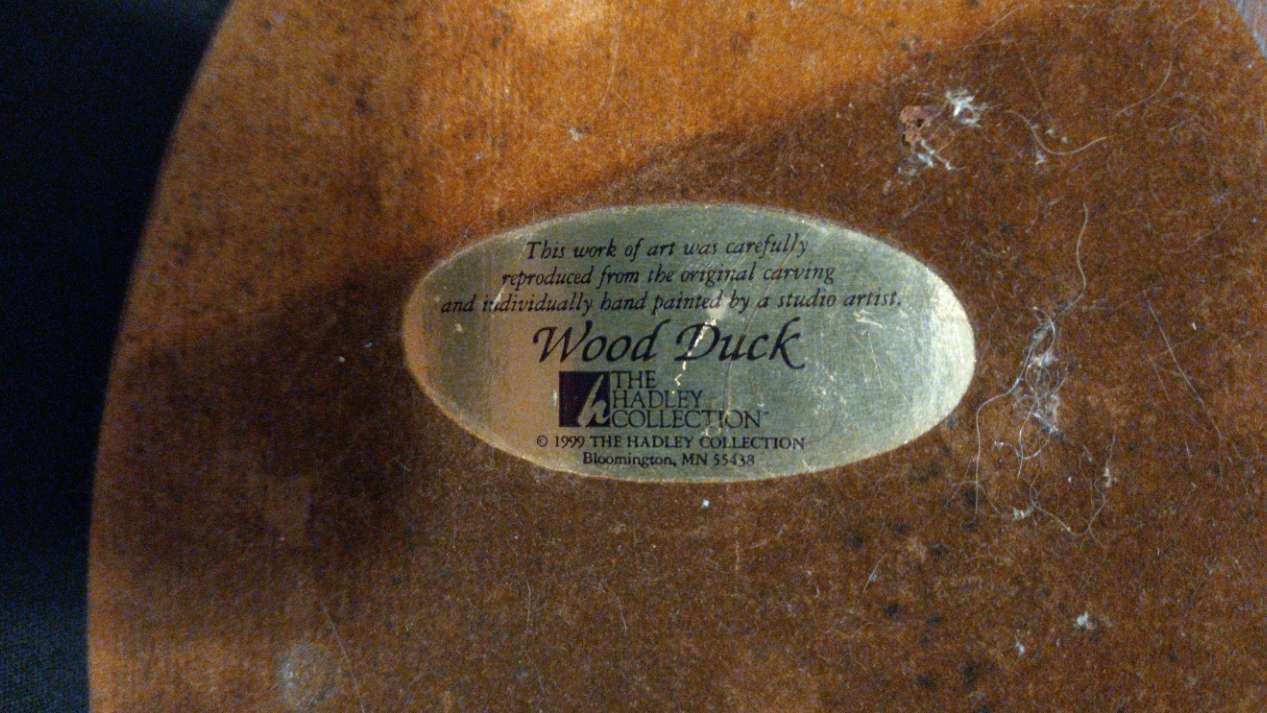 This work of art was carefully
reproduced from the original carving
and individually hand painted by a studio artist.
Wood Duck
h
THE
HADLEY
COLLECTION™
© 1999 THE HADLEY COLLECTION
Bloomington, MN 55438